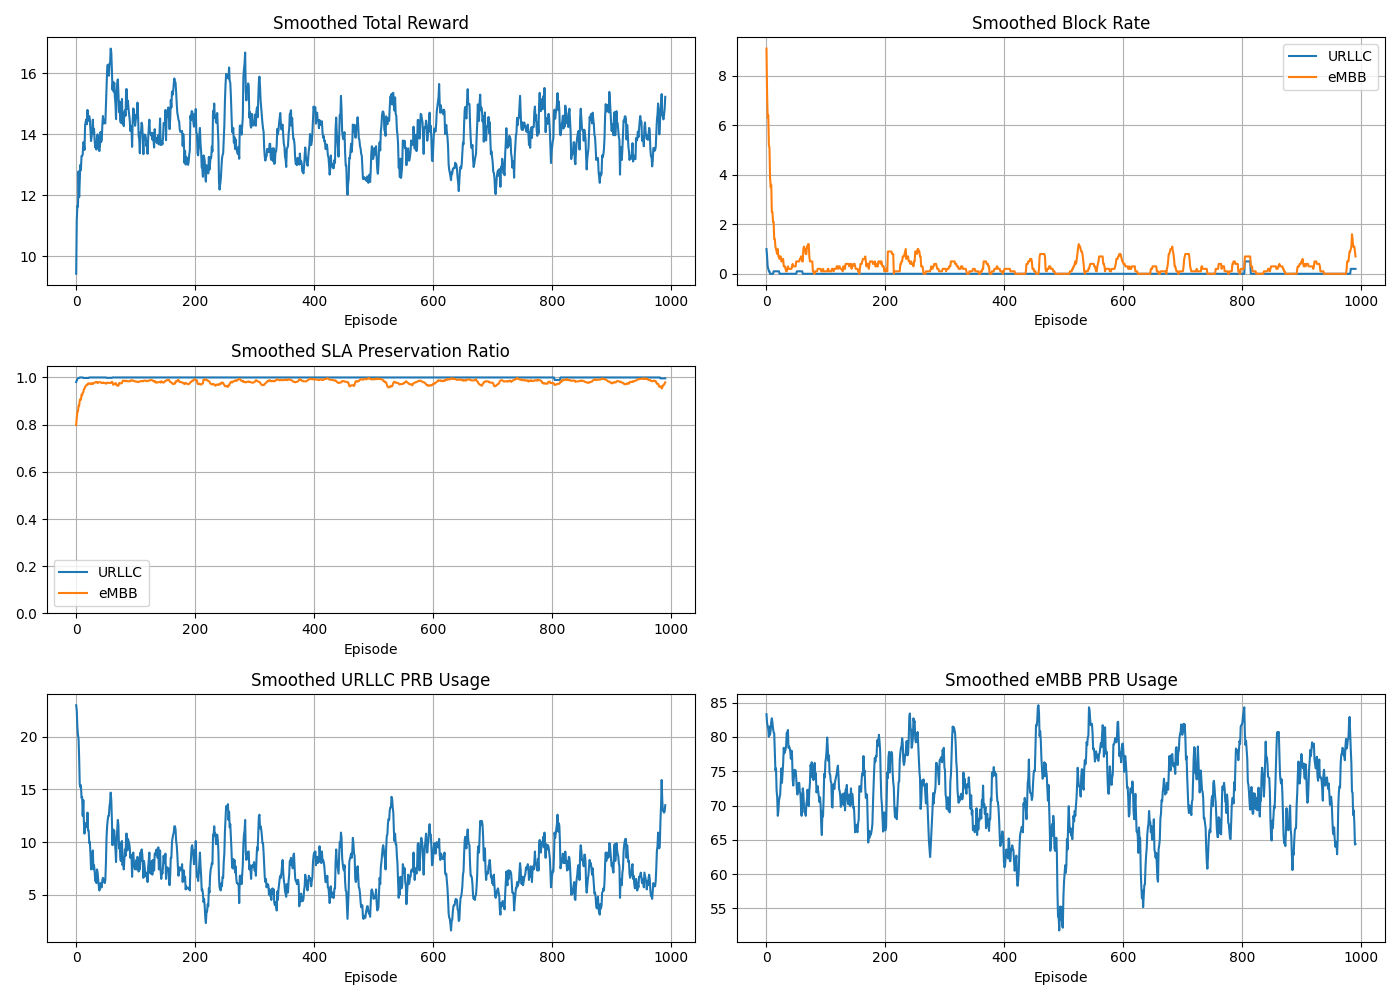 Smoothed Total Reward
16
14
12
10
0 200 400 600 800 1000
Episode
Smoothed Block Rate
URLLC
eMBB
8
6
4
2
0
0 200 400 600 800 1000
Episode
Smoothed SLA Preservation Ratio
1.0
0.8
0.6
0.4
0.2
0.0
URLLC
eMBB
0 200 400 600 800 1000
Episode
Smoothed URLLC PRB Usage
20
15
10
5
0 200 400 600 800 1000
Episode
Smoothed eMBB PRB Usage
85
80
75
70
65
60
55
0 200 400 600 800 1000
Episode